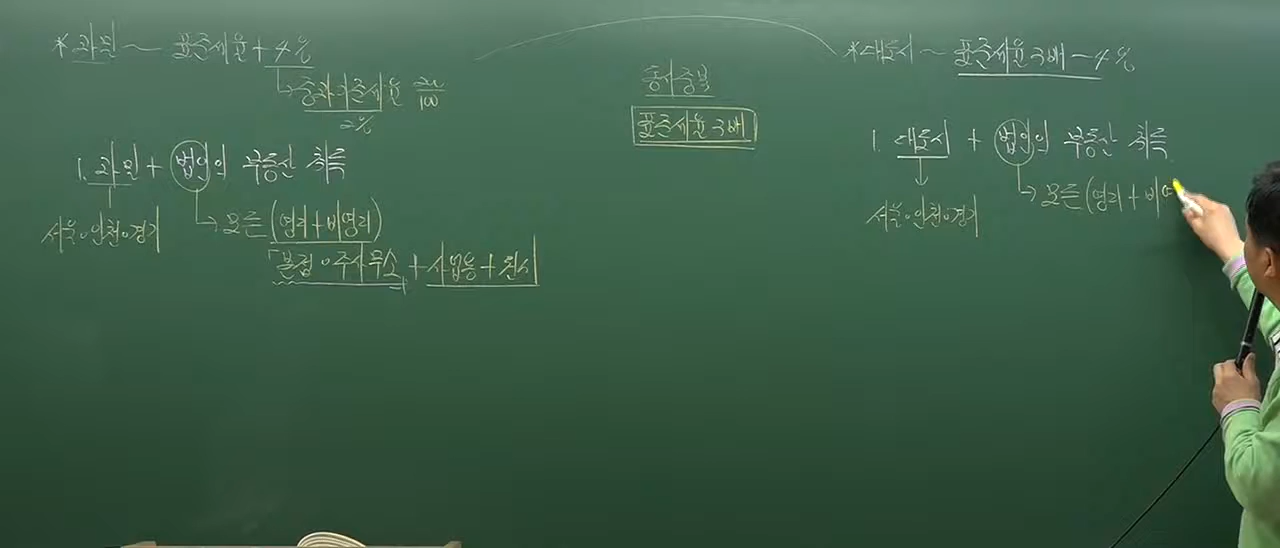 * 과밀 ~ 표준세율 + 4%
↳ 중과기준세율 200/100
2%
1. 과밀 + 법인의 부동산 취득
서울·인천·경기
↳ 모든 (영리 + 비영리)
「본점·주사무소 + 사업용 + 신·증
동시중복
표준세율 3배
* 대도시 ~ 표준세율 3배 - 4%
1. 대도시 + 법인의 부동산 취득
↓
서울·인천·경기
→ 모든 (영리 + 비영